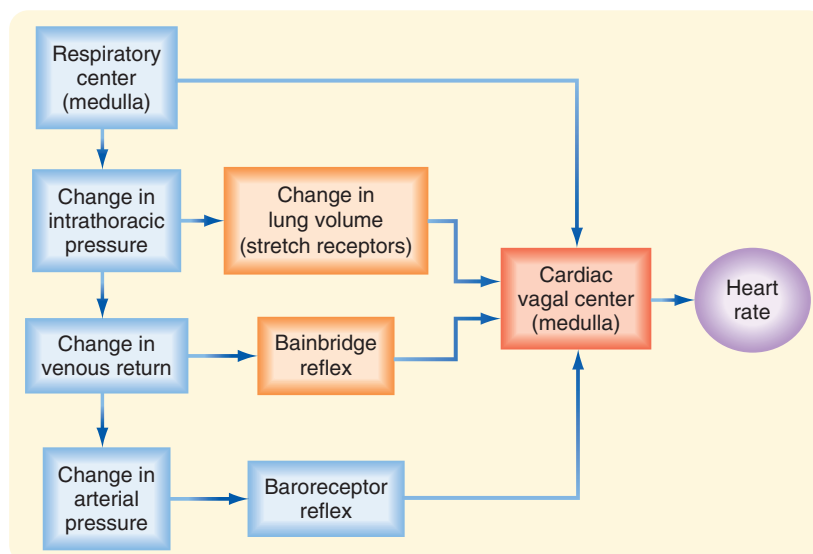 Respiratory
center
(medulla)
Change in
intrathoracic
pressure
Change in
lung volume
(stretch receptors)
Cardiac
vagal center
(medulla)
Heart
rate
Change in
venous return
Bainbridge
reflex
Change in
arterial
pressure
Baroreceptor
reflex